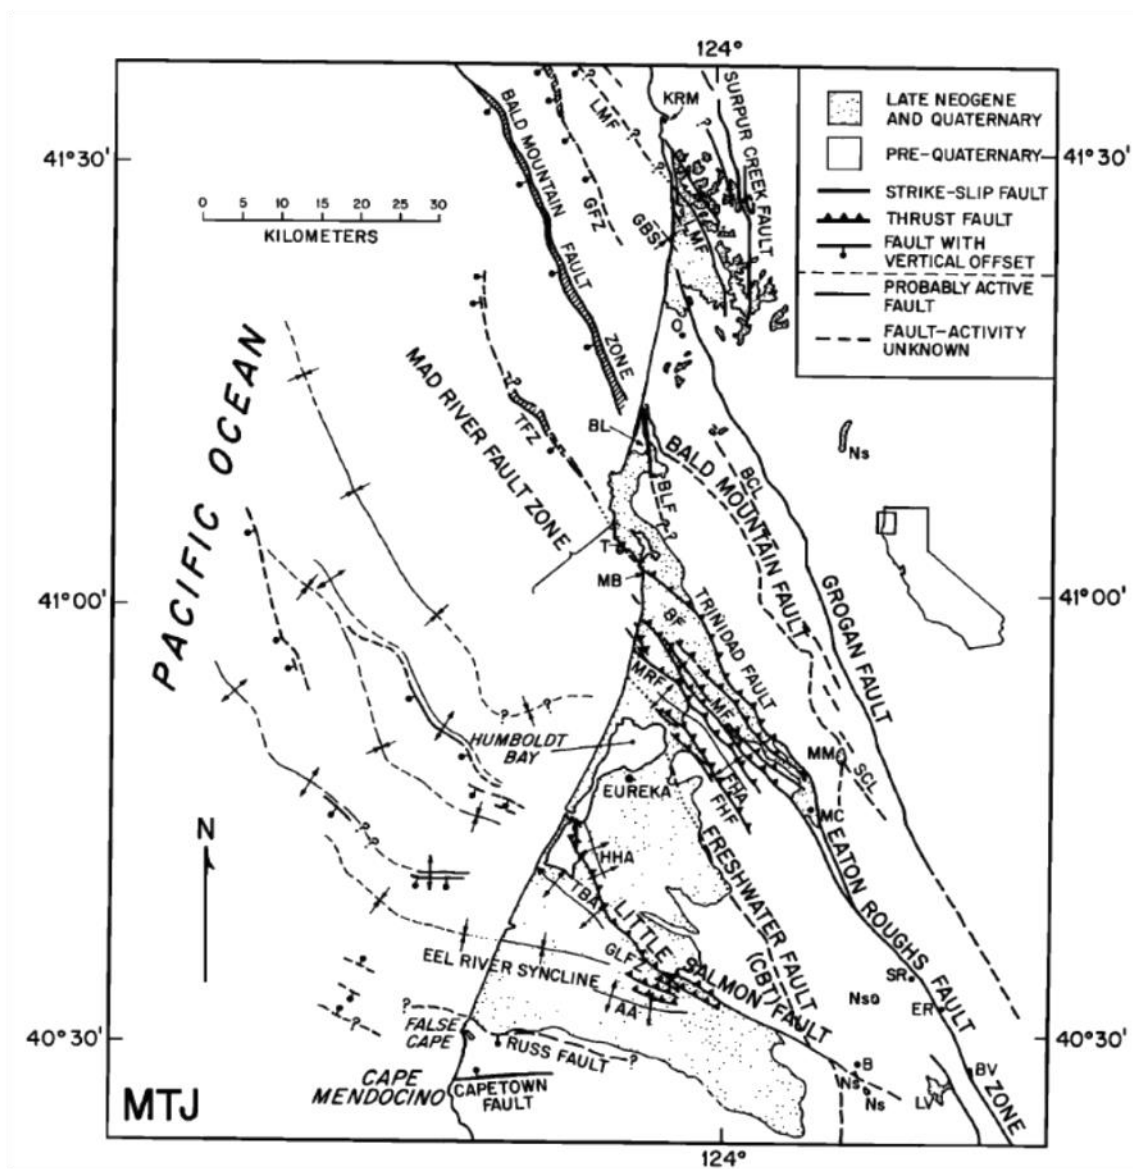 124°
41°30'
41°30'
0 5 10 15 20 25 30
KILOMETERS
LATE NEOGENE
AND QUATERNARY
PRE-QUATERNARY
STRIKE-SLIP FAULT
THRUST FAULT
FAULT WITH
VERTICAL OFFSET
PROBABLY ACTIVE
FAULT
FAULT-ACTIVITY
UNKNOWN
BALD MOUNTAIN FAULT ZONE
GFZ
LMF
?
?
?
KRM
?
SURPUR CREEK FAULT
GBS
LMF
O
PACIFIC OCEAN
MAD RIVER FAULT ZONE
?
TFZ
BL
BLF
?
BALD MOUNTAIN FAULT
BCL
Ns
GROGAN FAULT
T
MB
41°00'
41°00'
TRINIDAD FAULT
BF
MRF
MF
?
?
HUMBOLDT
BAY
EUREKA
FHA
FHF
MM
SCL
MC
N
?
?
HHA
TBA
FRESHWATER FAULT
(CBT)
EATON ROUGHS FAULT ZONE
LITTLE SALMON FAULT
GLF
AA
EEL RIVER SYNCLINE
SR
Ns
ER
?
?
FALSE
CAPE
RUSS FAULT
?
40°30'
40°30'
CAPE
MENDOCINO
CAPETOWN
FAULT
B
Ns
Ns
LV
BV
MTJ
124°